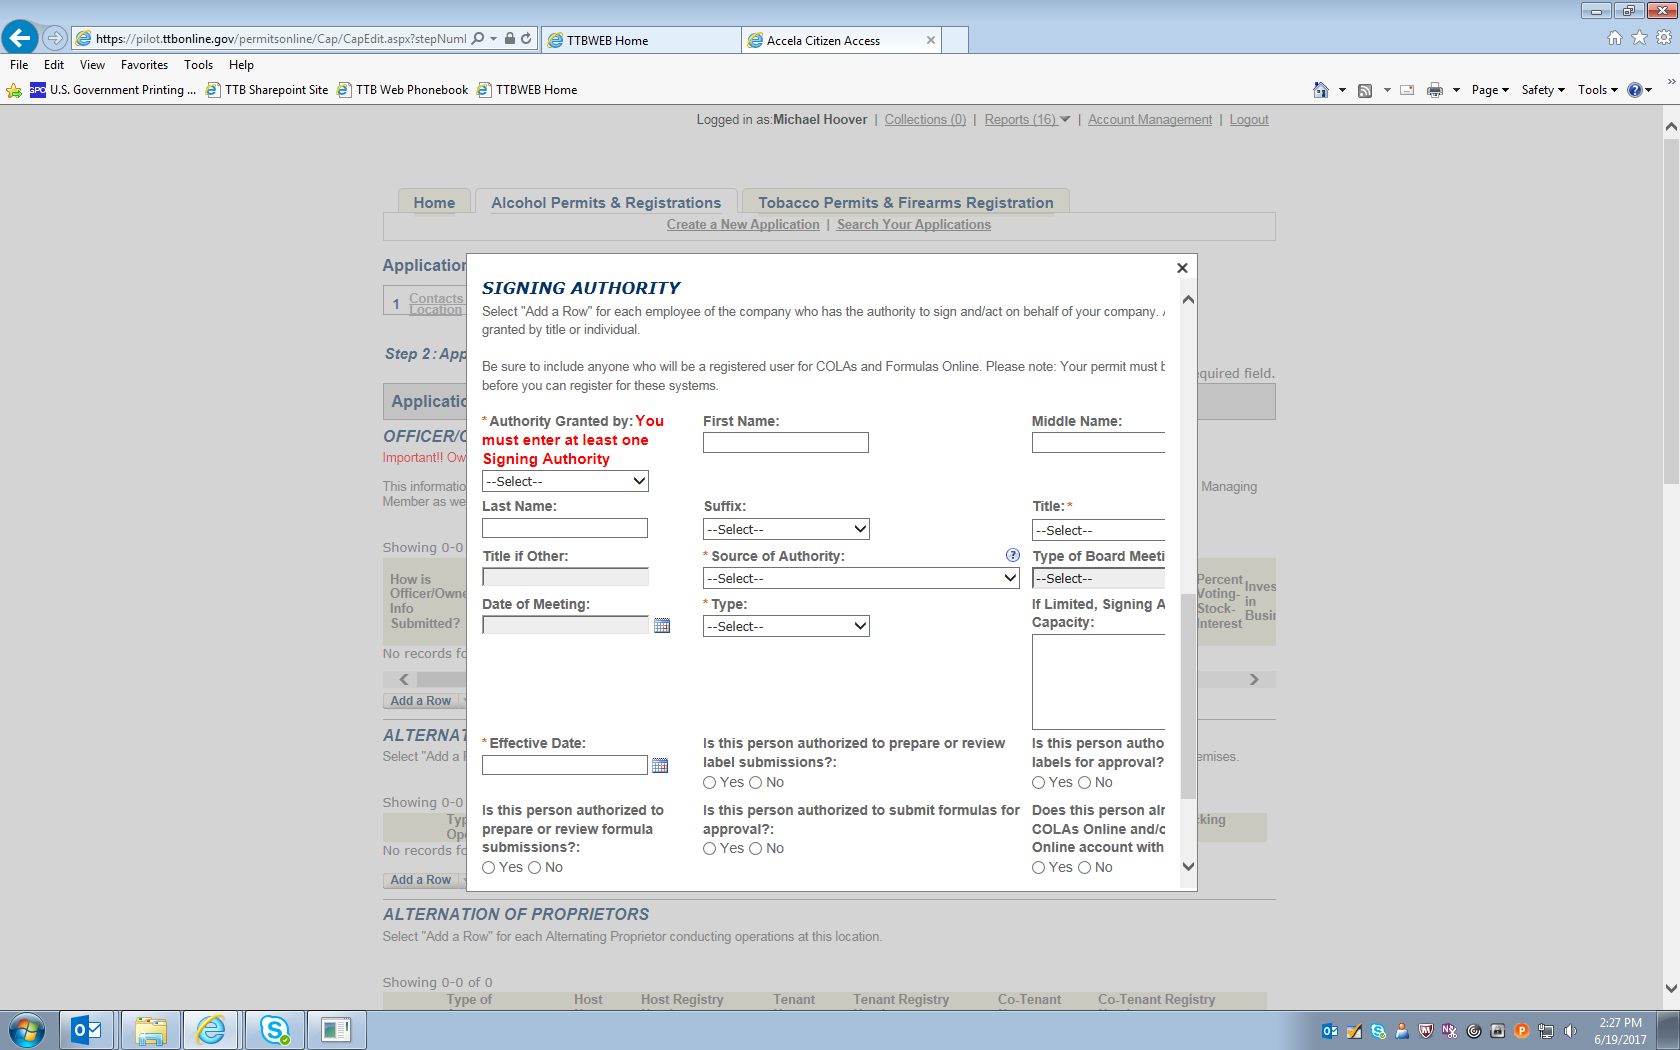 https://pilot.ttbonline.gov/permitsonline/Cap/CapEdit.aspx?stepNuml
TTBWEB Home
Accela Citizen Access
File Edit View Favorites Tools Help
GPO U.S. Government Printing ... TTB Sharepoint Site TTB Web Phonebook TTBWEB Home
Page Safety Tools
Logged in as:Michael Hoover | Collections (0) | Reports (16) | Account Management | Logout
Home Alcohol Permits & Registrations Tobacco Permits & Firearms Registration
Create a New Application | Search Your Applications
Application
1 Contacts
Location
Step 2: App
equired field.
Applicatio
OFFICER/O
Important!! Ow
This informatio
Managing
Member as we
Showing 0-0
How is
Officer/Owne
Info
Submitted?
Percent
Voting-
Stock-
Interest
Inves
in
Busin
No records fo
Add a Row
ALTERNAT
Select "Add a R
emises.
Showing 0-0
Typ
Ope
cking
No records fo
Add a Row
SIGNING AUTHORITY
Select "Add a Row" for each employee of the company who has the authority to sign and/act on behalf of your company.
granted by title or individual.
Be sure to include anyone who will be a registered user for COLAs and Formulas Online. Please note: Your permit must b
before you can register for these systems.
* Authority Granted by: You
must enter at least one
Signing Authority
--Select--
First Name:
Middle Name:
Last Name:
Suffix:
--Select--
Title: *
--Select--
Title if Other:
* Source of Authority:
--Select--
Type of Board Meeti
--Select--
Date of Meeting:
* Type:
--Select--
If Limited, Signing A
Capacity:
* Effective Date:
Is this person authorized to prepare or review
label submissions?:
Yes No
Is this person autho
labels for approval?
Yes No
Is this person authorized to
prepare or review formula
submissions?:
Yes No
Is this person authorized to submit formulas for
approval?:
Yes No
Does this person alr
COLAs Online and/o
Online account with
Yes No
ALTERNATION OF PROPRIETORS
Select "Add a Row" for each Alternating Proprietor conducting operations at this location.
Showing 0-0 of 0
Type of Host Host Registry Tenant Tenant Registry Co-Tenant Co-Tenant Registry
2:27 PM
6/19/2017